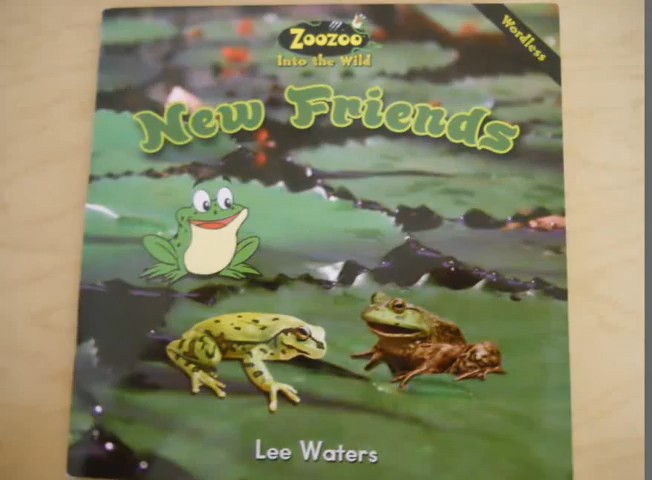 Zoozoo
Into the Wild
Wordless
New Friends
Lee Waters